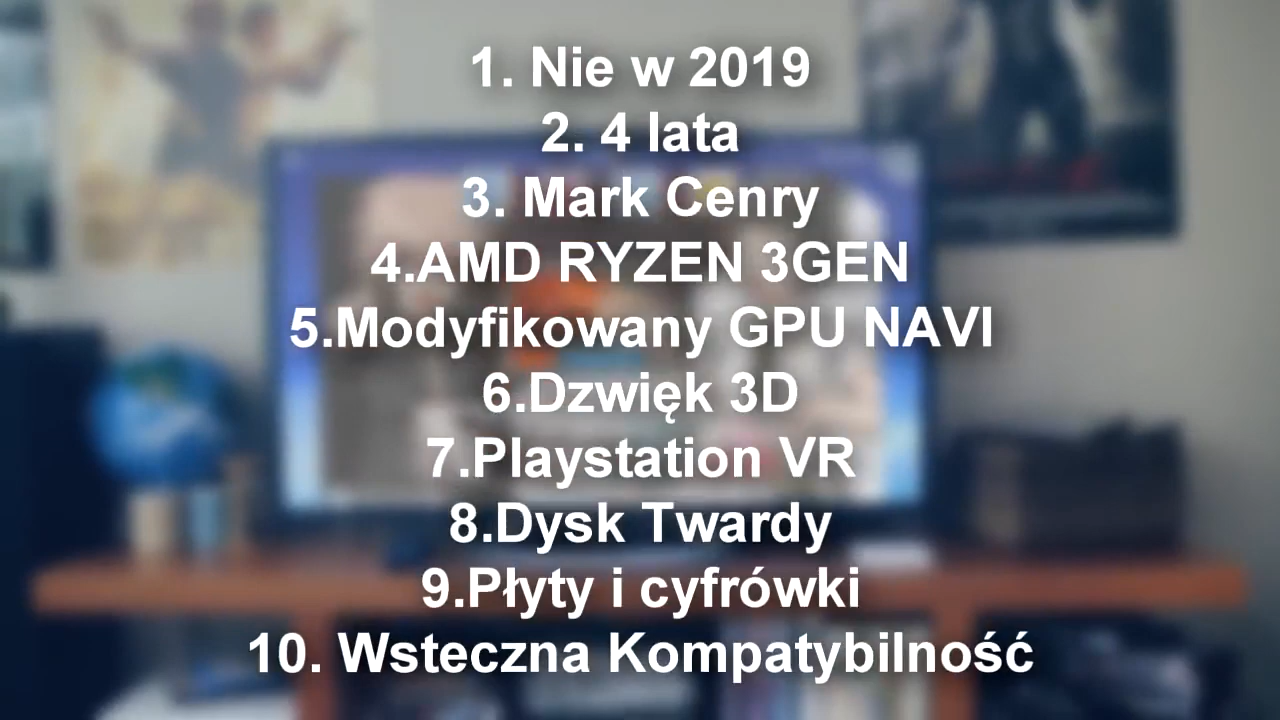 1. Nie w 2019
2. 4 lata
3. Mark Cenry
4.AMD RYZEN 3GEN
5.Modyfikowany GPU NAVI
6.Dzwięk 3D
7.Playstation VR
8.Dysk Twardy
9.Płyty i cyfrówki
10. Wsteczna Kompatybilność